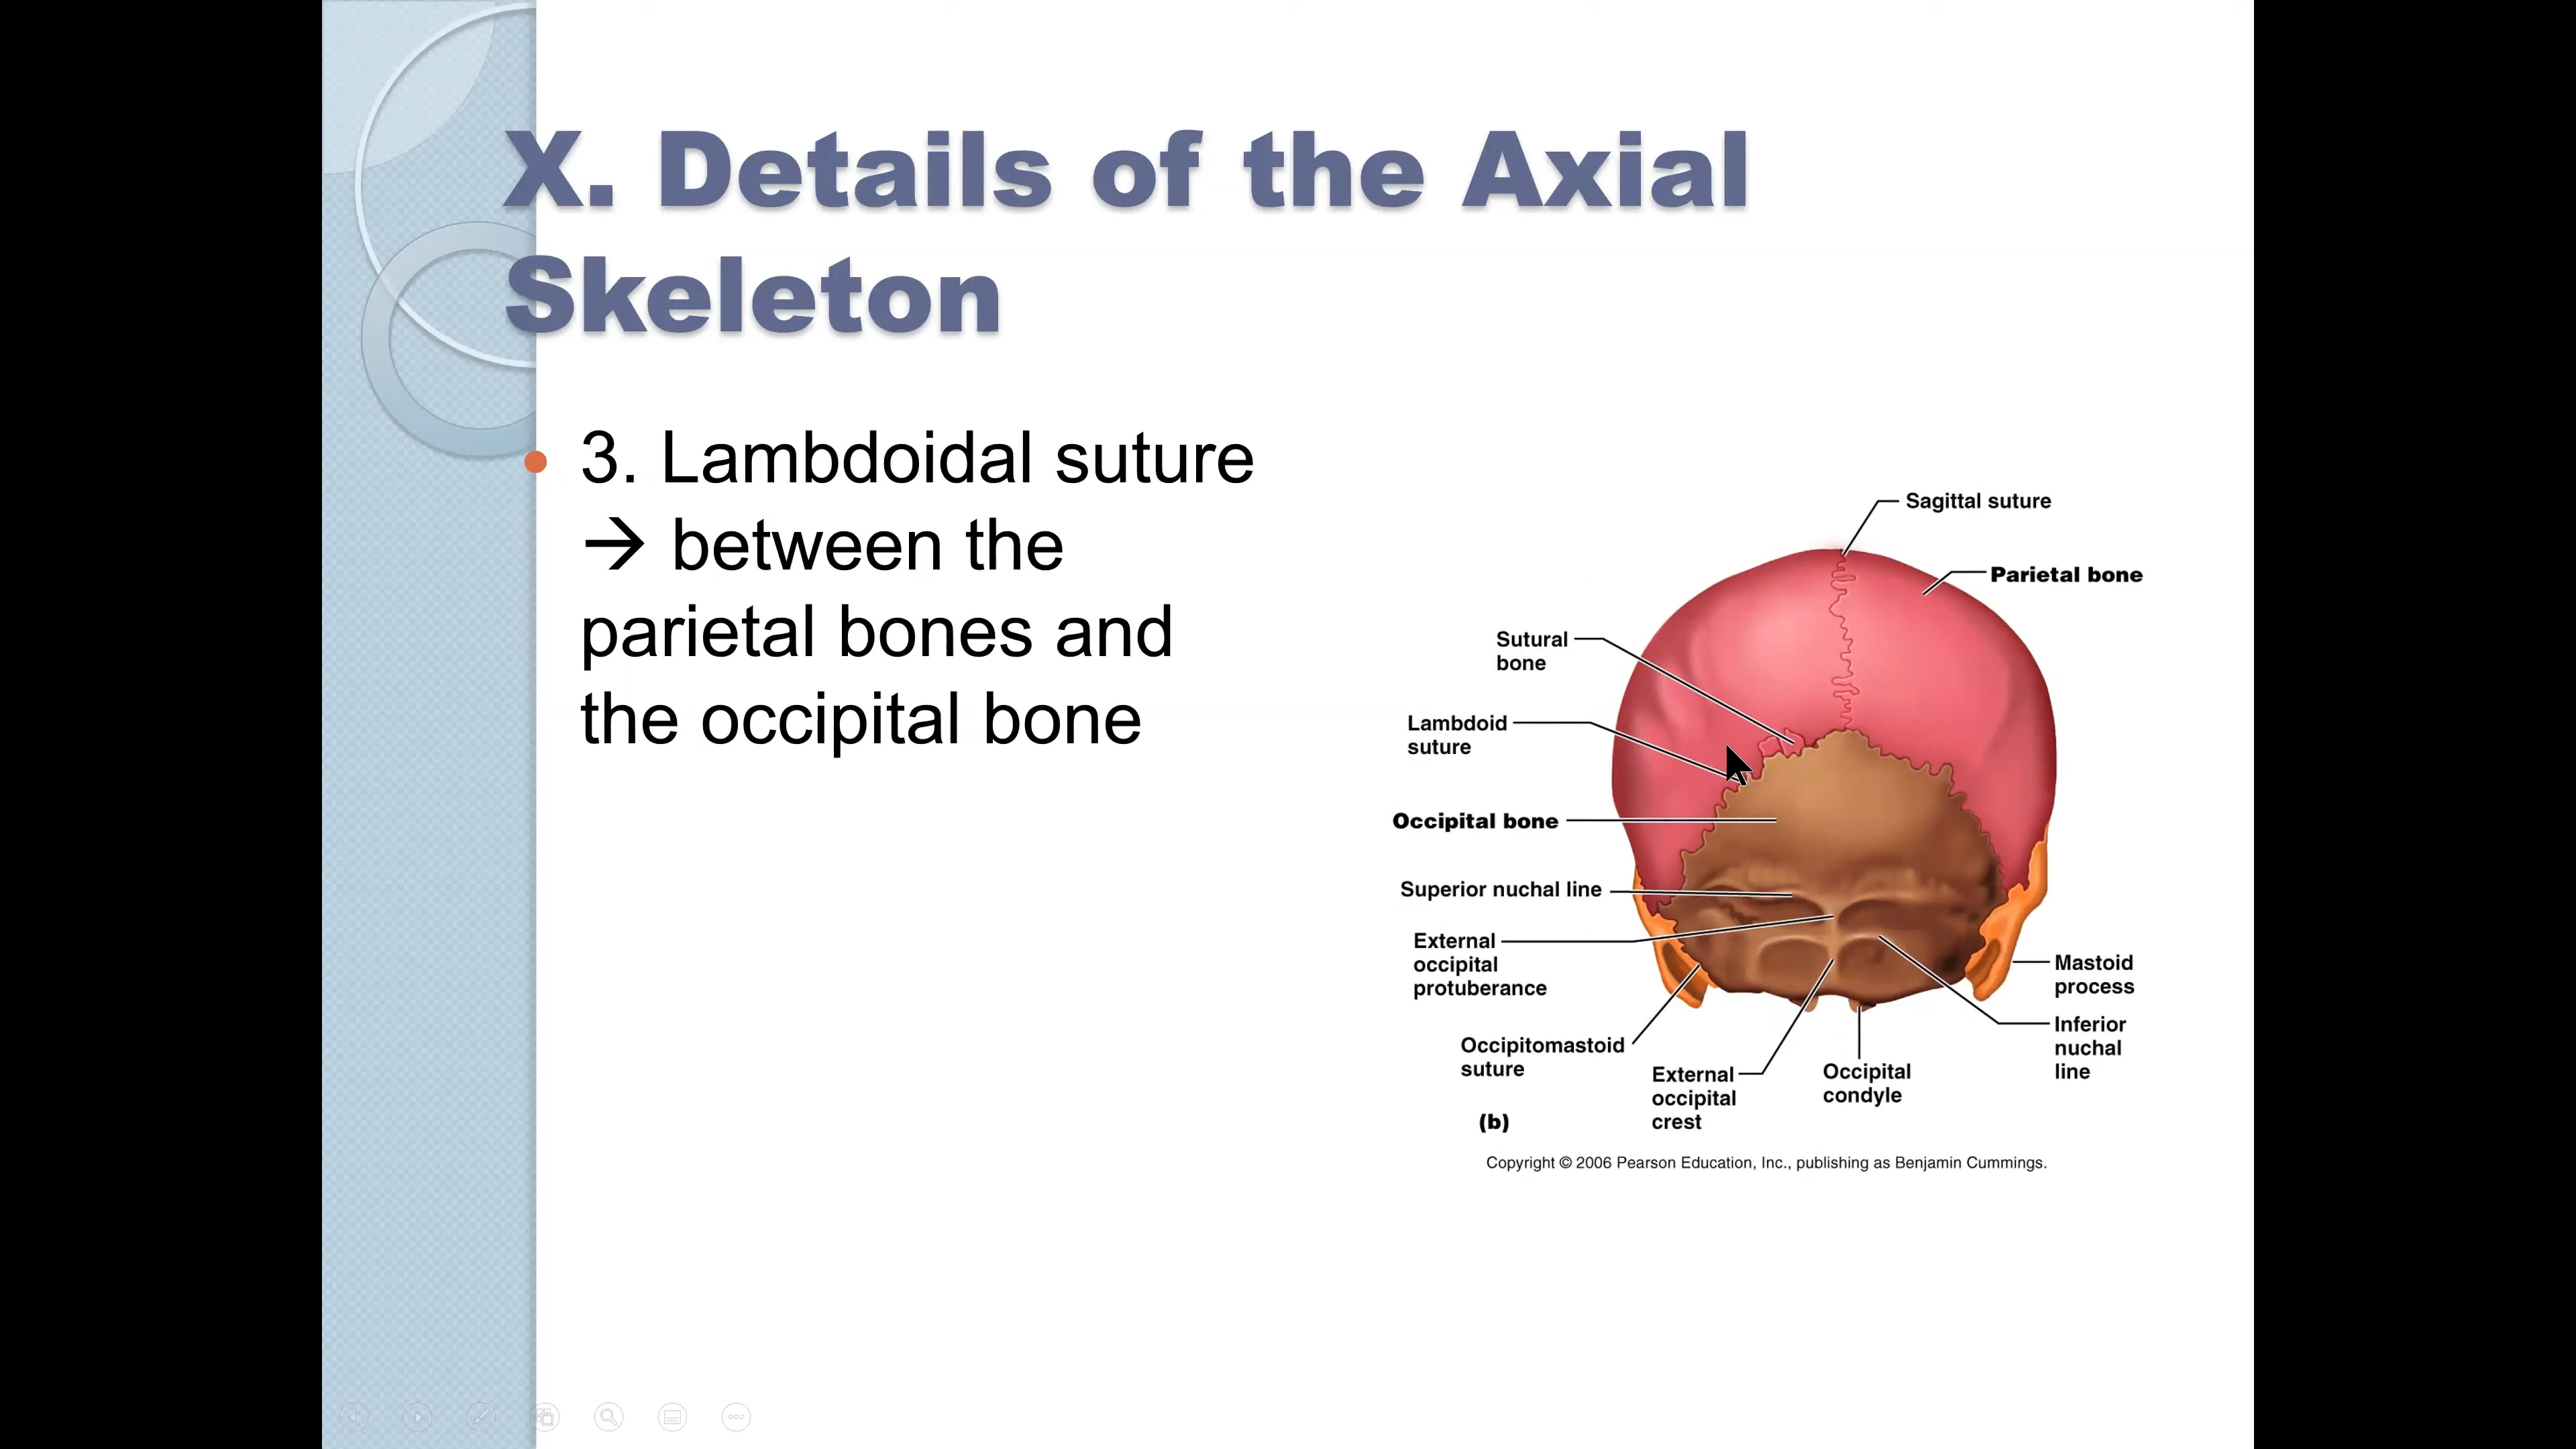 X. Details of the Axial
Skeleton
3. Lambdoidal suture
→ between the
parietal bones and
the occipital bone
Sagittal suture
Parietal bone
Sutural
bone
Lambdoid
suture
Occipital bone
Superior nuchal line
External
occipital
protuberance
Mastoid
process
Inferior
nuchal
line
Occipitomastoid
suture
External
occipital
crest
Occipital
condyle
(b)
Copyright © 2006 Pearson Education, Inc., publishing as Benjamin Cummings.